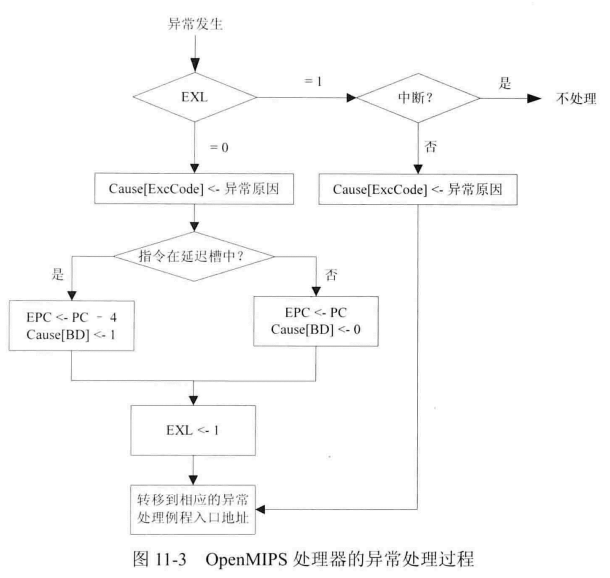 异常发生
EXL
= 1
中断?
是
不处理
= 0
否
Cause[ExcCode] <- 异常原因
Cause[ExcCode] <- 异常原因
指令在延迟槽中?
是
否
EPC <- PC - 4
Cause[BD] <- 1
EPC <- PC
Cause[BD] <- 0
EXL <- 1
转移到相应的异常
处理例程入口地址
图 11-3 OpenMIPS 处理器的异常处理过程